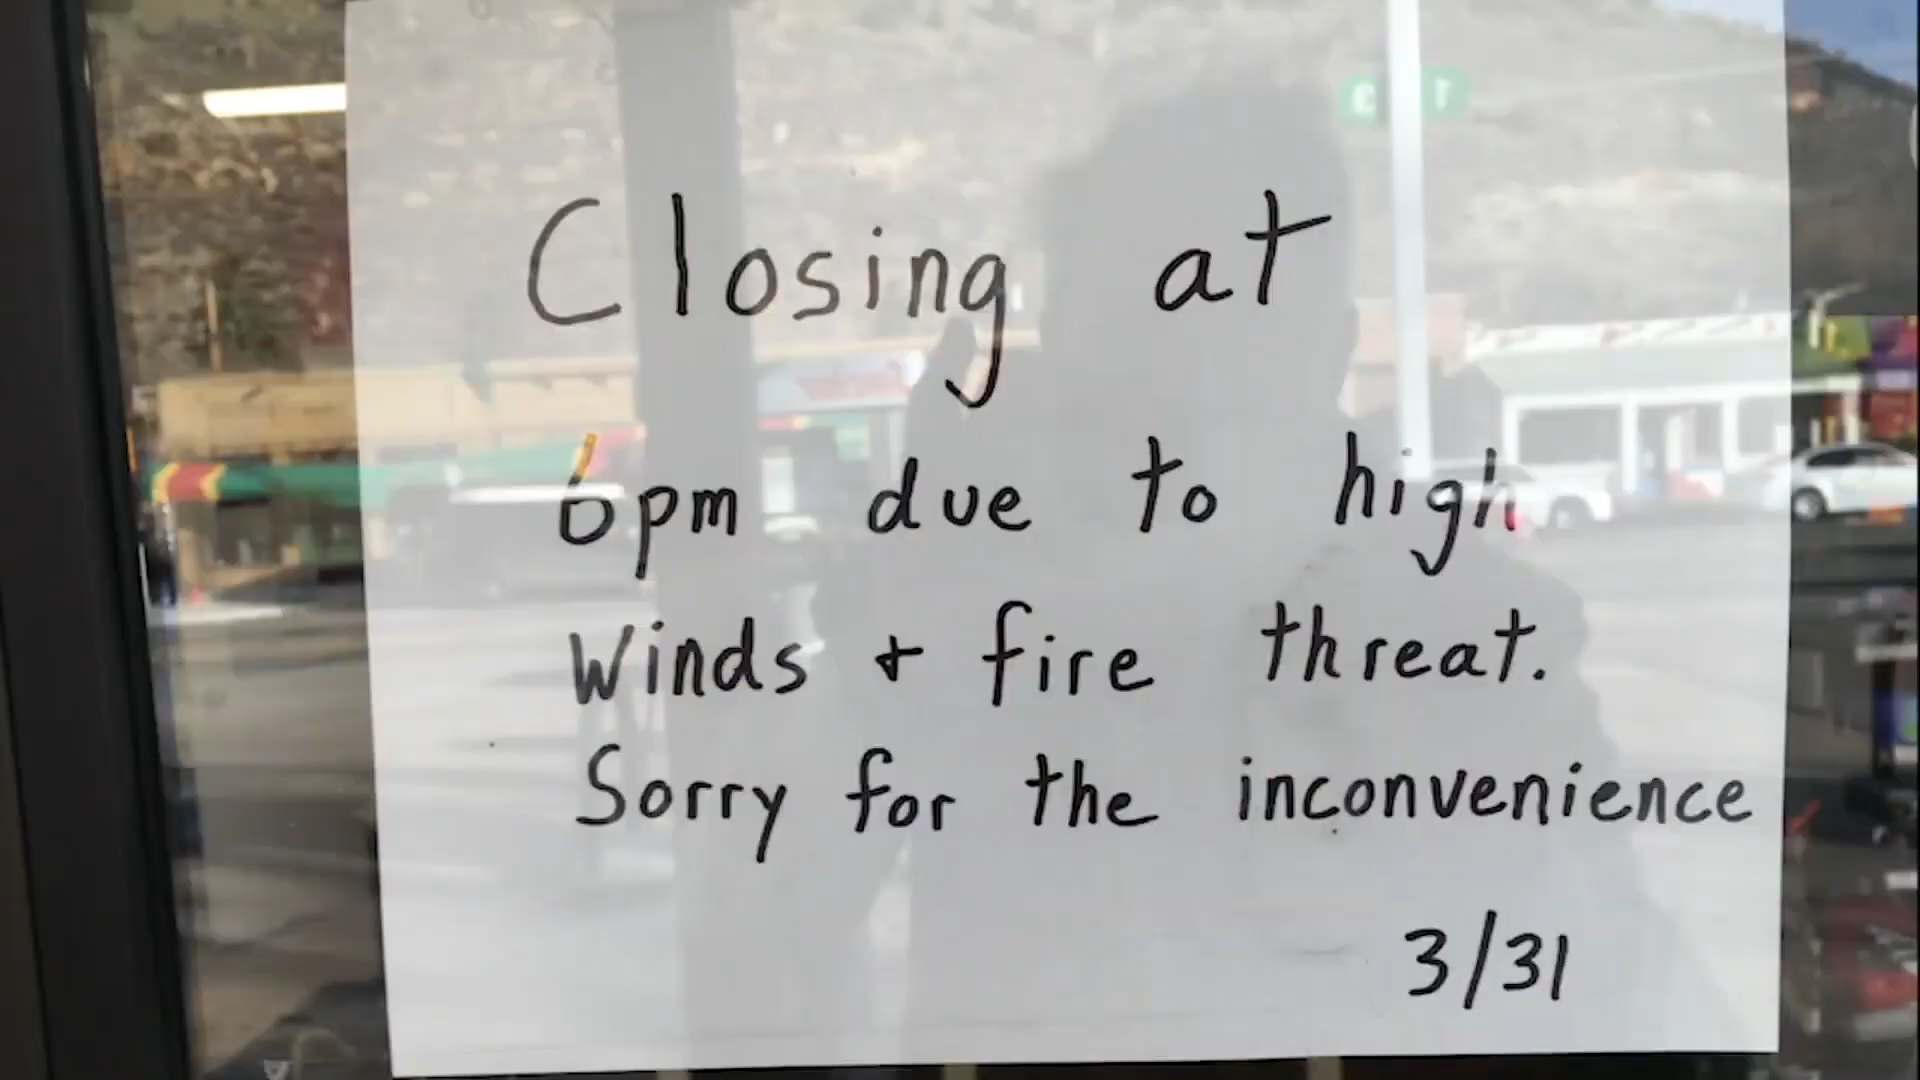 Closing at
6pm due to high
Winds + fire threat.
Sorry for the inconvenience
3/31